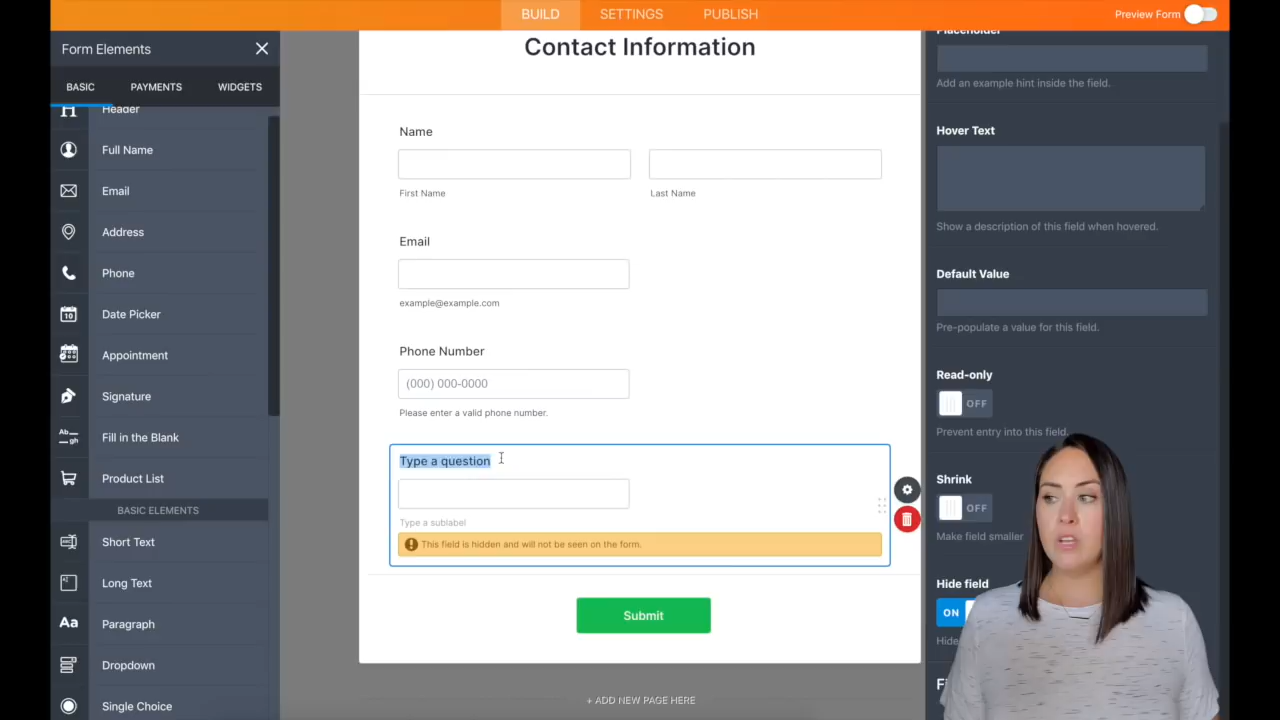 BUILD
SETTINGS
PUBLISH
Preview Form
Form Elements
BASIC
PAYMENTS
WIDGETS
Header
Full Name
Email
Address
Phone
Date Picker
Appointment
Signature
Fill in the Blank
Product List
BASIC ELEMENTS
Short Text
Long Text
Paragraph
Dropdown
Single Choice
Contact Information
Name
First Name
Last Name
Email
example@example.com
Phone Number
(000) 000-0000
Please enter a valid phone number.
Type a question
Type a sublabel
This field is hidden and will not be seen on the form.
Submit
+ ADD NEW PAGE HERE
Placeholder
Add an example hint inside the field.
Hover Text
Show a description of this field when hovered.
Default Value
Pre-populate a value for this field.
Read-only
OFF
Prevent entry into this field.
Shrink
OFF
Make field smaller
Hide field
ON
Hide